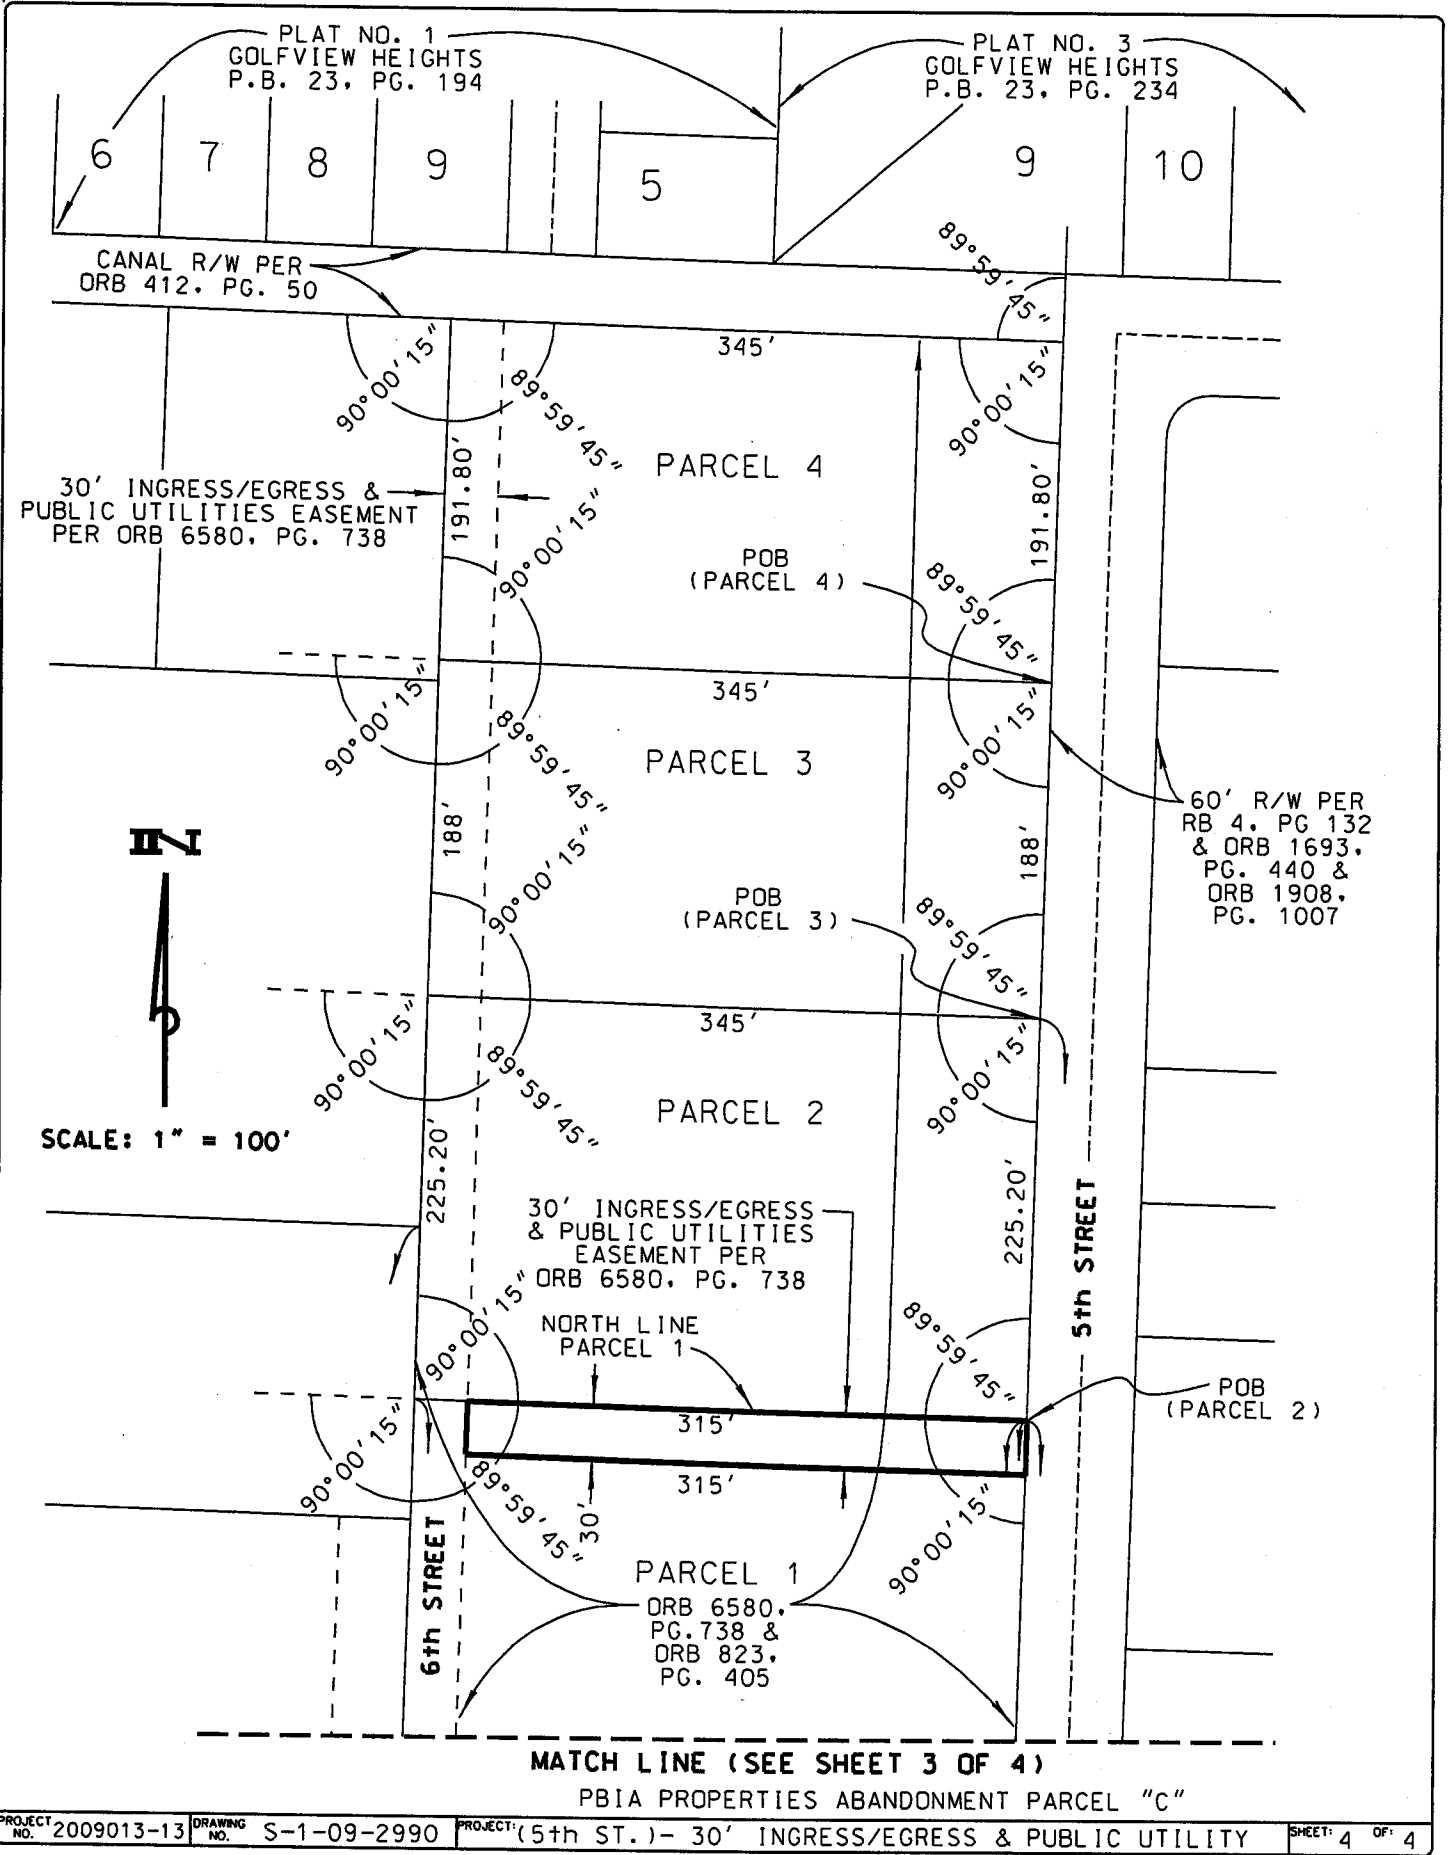 PLAT NO. 1
GOLFVIEW HEIGHTS
P.B. 23, PG. 194
PLAT NO. 3
GOLFVIEW HEIGHTS
P.B. 23, PG. 234
6
7
8
9
5
9
10
CANAL R/W PER
ORB 412, PG. 50
89°59'45"
345'
90°00'15"
89°59'45"
90°00'15"
PARCEL 4
191.80'
191.80'
30' INGRESS/EGRESS &
PUBLIC UTILITIES EASEMENT
PER ORB 6580, PG. 738
90°00'15"
POB
(PARCEL 4)
89°59'45"
345'
90°00'15"
89°59'45"
90°00'15"
PARCEL 3
188'
188'
60' R/W PER
RB 4, PG 132
& ORB 1693,
PG. 440 &
ORB 1908,
PG. 1007
N
90°00'15"
POB
(PARCEL 3)
89°59'45"
345'
90°00'15"
89°59'45"
90°00'15"
PARCEL 2
SCALE: 1" = 100'
225.20'
225.20'
5th STREET
30' INGRESS/EGRESS
& PUBLIC UTILITIES
EASEMENT PER
ORB 6580, PG. 738
90°00'15"
NORTH LINE
PARCEL 1
89°59'45"
POB
(PARCEL 2)
315'
315'
90°00'15"
89°59'45"
30'
90°00'15"
6th STREET
PARCEL 1
ORB 6580,
PG.738 &
ORB 823,
PG. 405
MATCH LINE (SEE SHEET 3 OF 4)
PBIA PROPERTIES ABANDONMENT PARCEL "C"
PROJECT NO. 2009013-13 DRAWING NO. S-1-09-2990 PROJECT: (5th ST.)- 30' INGRESS/EGRESS & PUBLIC UTILITY SHEET: 4 OF: 4